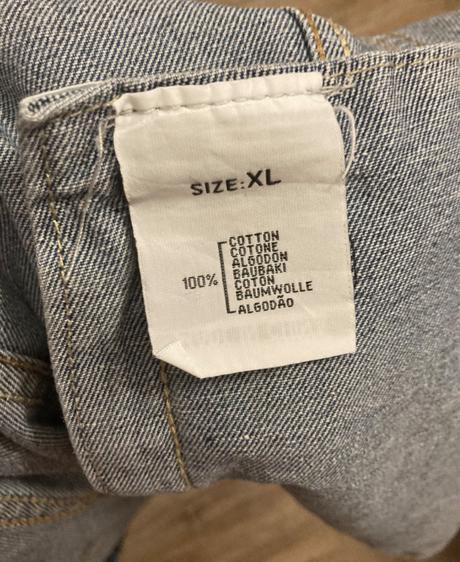 SIZE:XL
100%
COTTON
COTONE
ALGODON
BAUBAKI
COTON
BAUMWOLLE
ALGODÃO